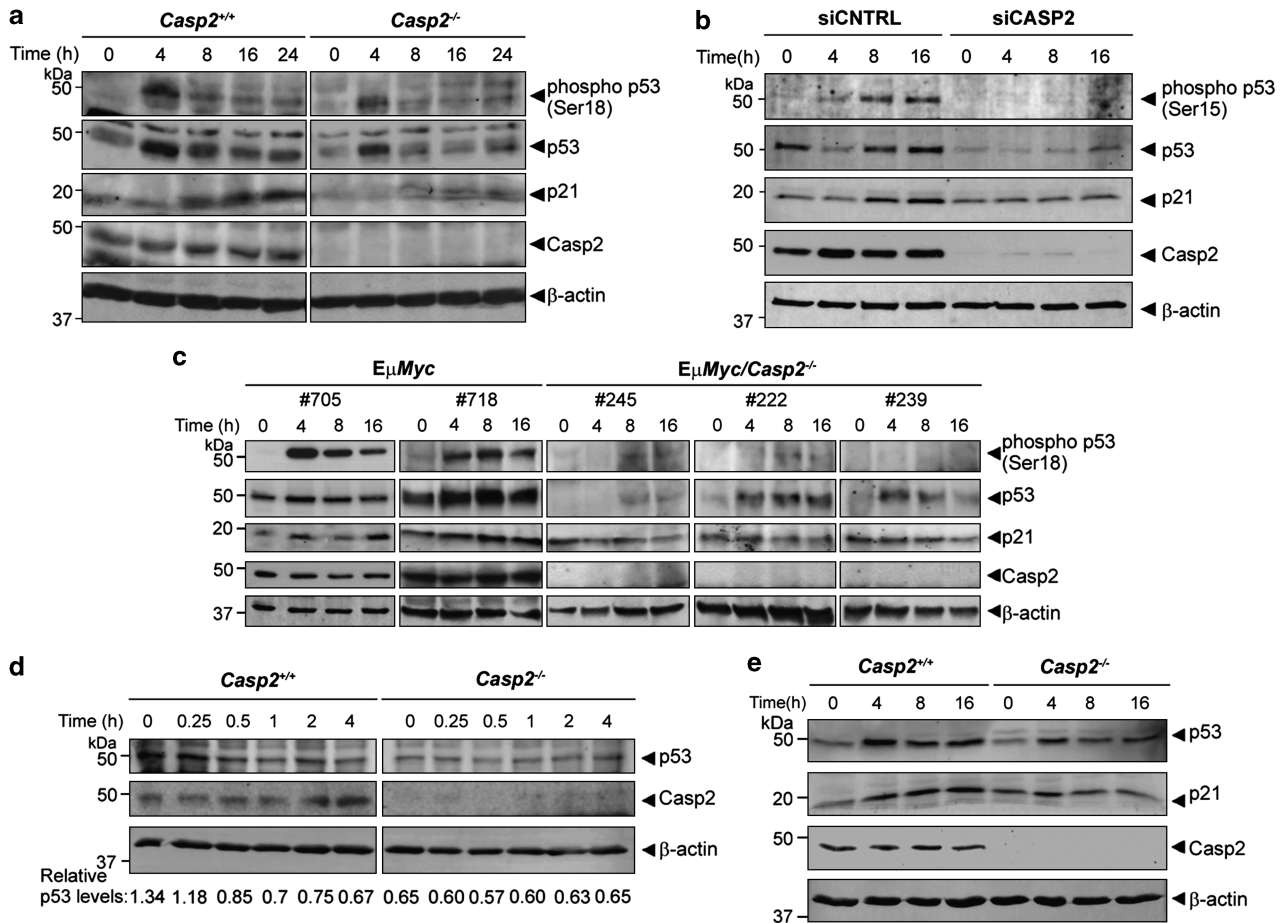 a
Casp2+/+ Casp2-/-
Time (h) 0 4 8 16 24 0 4 8 16 24
kDa
50 phospho p53
(Ser18)
50 p53
20 p21
50 Casp2
β-actin
37
b
siCNTRL siCASP2
Time(h) 0 4 8 16 0 4 8 16
kDa
50 phospho p53
(Ser15)
50 p53
20 p21
50 Casp2
β-actin
37
c
EμMyc EμMyc/Casp2-/-
#705 #718 #245 #222 #239
Time (h) 0 4 8 16 0 4 8 16 0 4 8 16 0 4 8 16 0 4 8 16
kDa
50 phospho p53
(Ser18)
50 p53
20 p21
50 Casp2
37 β-actin
d
Casp2+/+ Casp2-/-
Time (h) 0 0.25 0.5 1 2 4 0 0.25 0.5 1 2 4
kDa
50 p53
50 Casp2
β-actin
37
Relative
p53 levels: 1.34 1.18 0.85 0.7 0.75 0.67 0.65 0.60 0.57 0.60 0.63 0.65
e
Casp2+/+ Casp2-/-
Time(h) 0 4 8 16 0 4 8 16
kDa
50 p53
20 p21
50 Casp2
β-actin
37